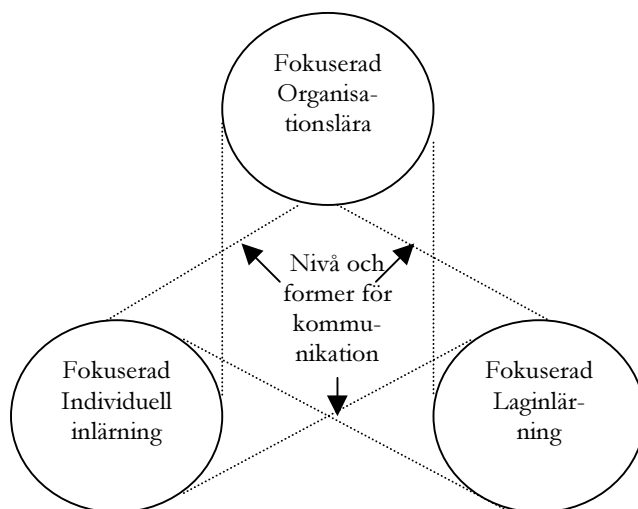 Fokuserad
Organisa-
tionslära
Nivå och
former för
kommu-
nikation
Fokuserad
Individuell
inlärning
Fokuserad
Laginlär-
ning